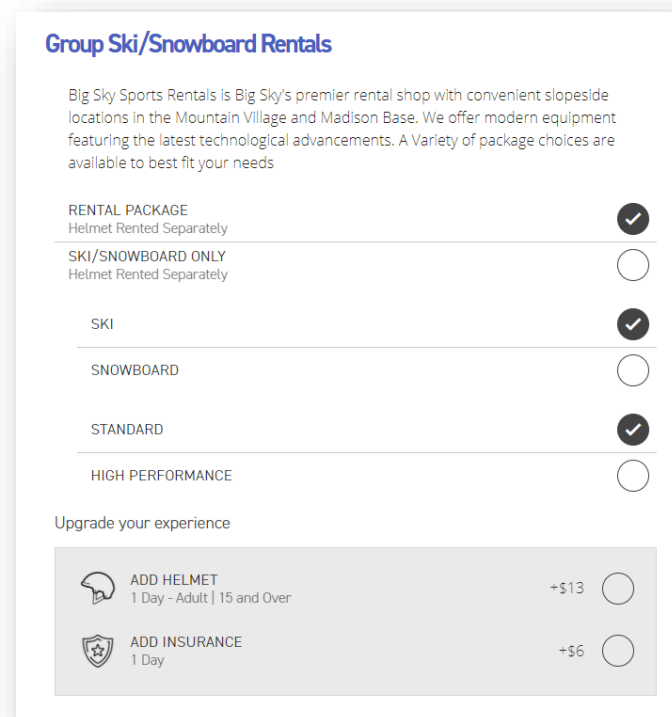 Group Ski/Snowboard Rentals
Big Sky Sports Rentals is Big Sky's premier rental shop with convenient slopeside
locations in the Mountain Village and Madison Base. We offer modern equipment
featuring the latest technological advancements. A Variety of package choices are
available to best fit your needs
RENTAL PACKAGE
Helmet Rented Separately
SKI/SNOWBOARD ONLY
Helmet Rented Separately
SKI
SNOWBOARD
STANDARD
HIGH PERFORMANCE
Upgrade your experience
ADD HELMET
1 Day - Adult | 15 and Over
+$13
ADD INSURANCE
1 Day
+$6